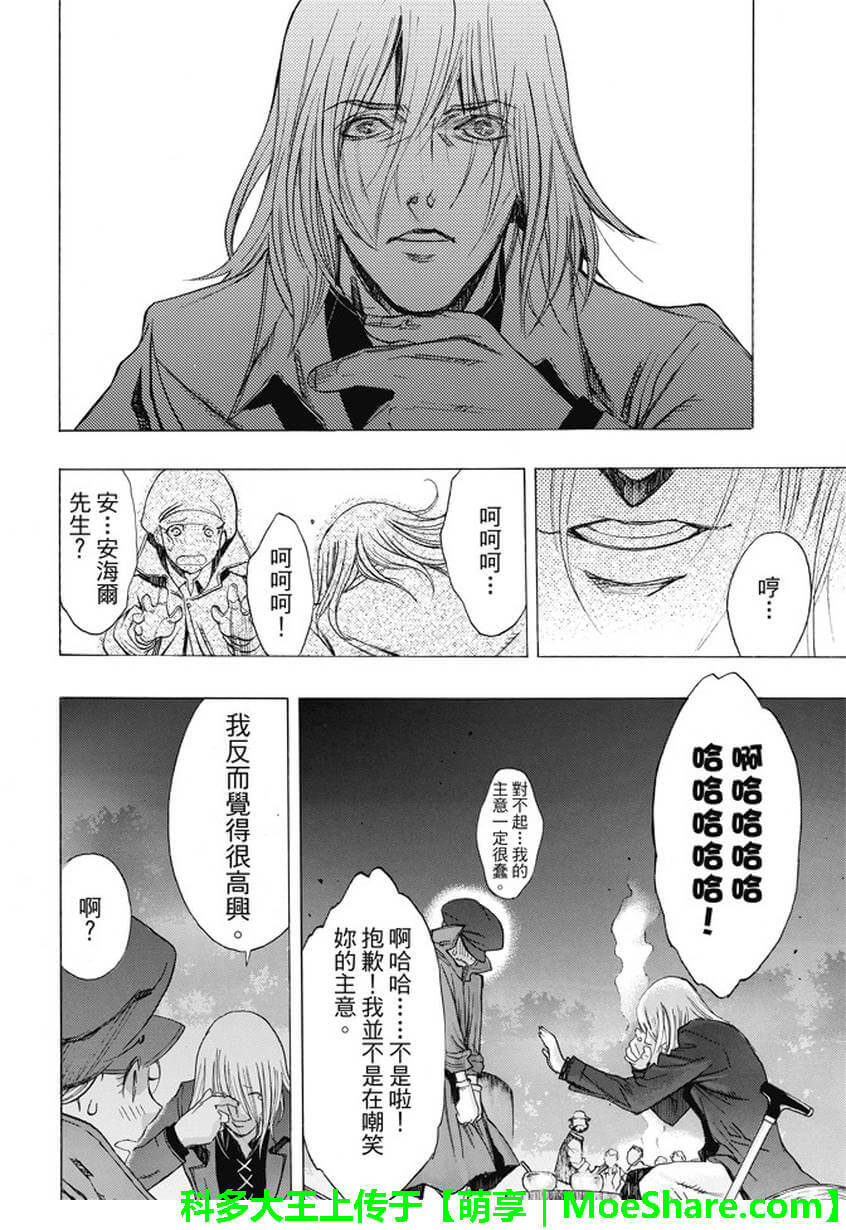 哼…
呵呵呵…
呵呵呵！
安…安海爾
先生？
啊哈哈哈哈
哈哈哈哈哈！
對不起…我的
主意一定很蠢。
啊哈哈……不是啦！
抱歉！我並不是在嘲笑
妳的主意。
我反而覺得很高興。
啊？
科多大王上传于【萌享｜MoeShare.com】